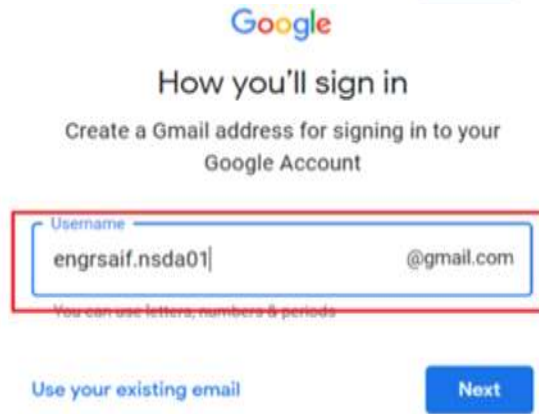 Google
How you'll sign in
Create a Gmail address for signing in to your
Google Account
Username
engrsaif.nsda01
@gmail.com
You can use letters, numbers & periods
Use your existing email
Next